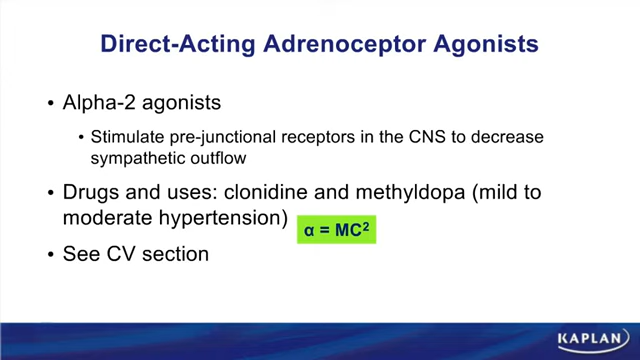 Direct-Acting Adrenoceptor Agonists
• Alpha-2 agonists
• Stimulate pre-junctional receptors in the CNS to decrease
sympathetic outflow
• Drugs and uses: clonidine and methyldopa (mild to
moderate hypertension)
α = MC²
• See CV section
KAPLAN